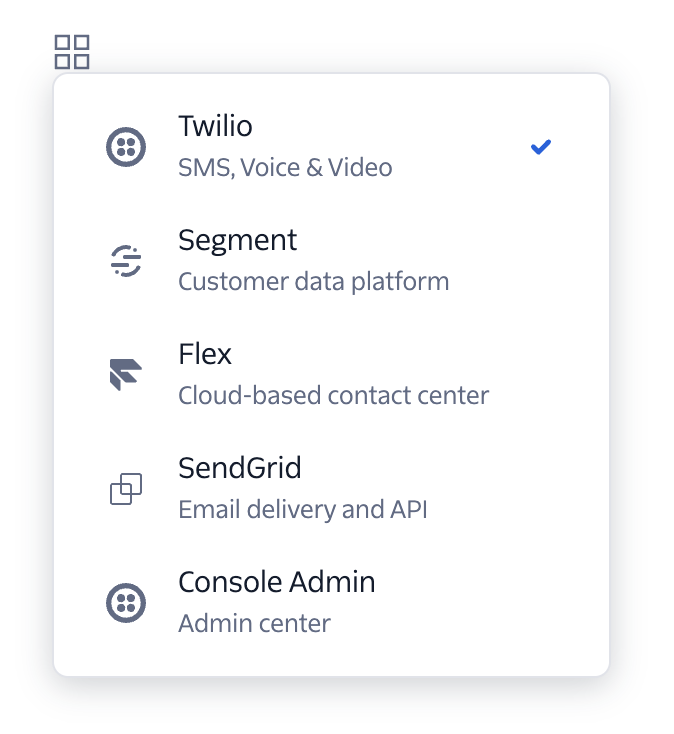 Twilio
SMS, Voice & Video
Segment
Customer data platform
Flex
Cloud-based contact center
SendGrid
Email delivery and API
Console Admin
Admin center